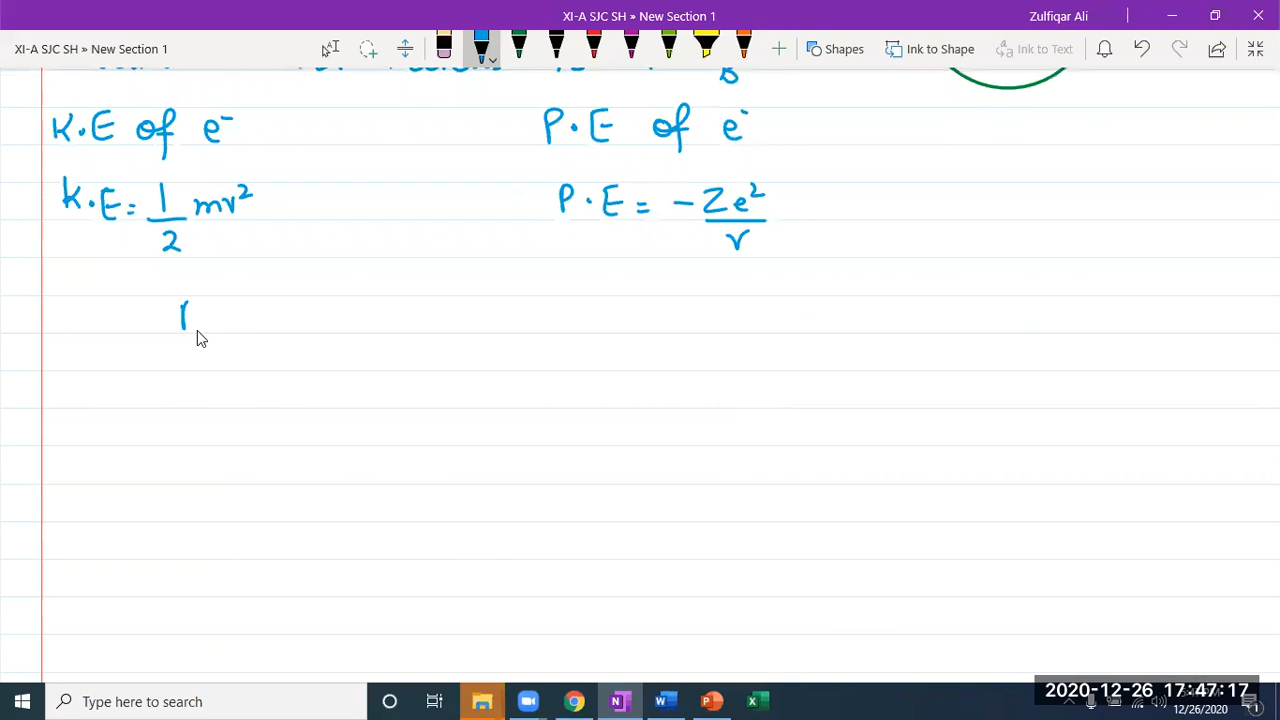 XI-A SJC SH » New Section 1
Zulfiqar Ali
XI-A SJC SH » New Section 1
Shapes
Ink to Shape
Ink to Text
K.E of e⁻
P.E of e⁻
K.E = 1/2 mv²
P.E = -Ze²/r
Type here to search
2020-12-26 17:47:17
12/26/2020